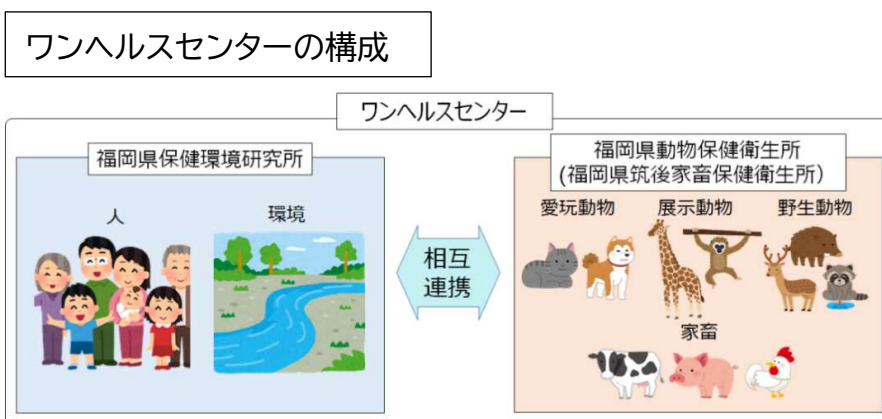 ワンヘルスセンターの構成
ワンヘルスセンター
福岡県保健環境研究所
人
環境
相互
連携
福岡県動物保健衛生所
(福岡県筑後家畜保健衛生所）
愛玩動物
展示動物
野生動物
家畜